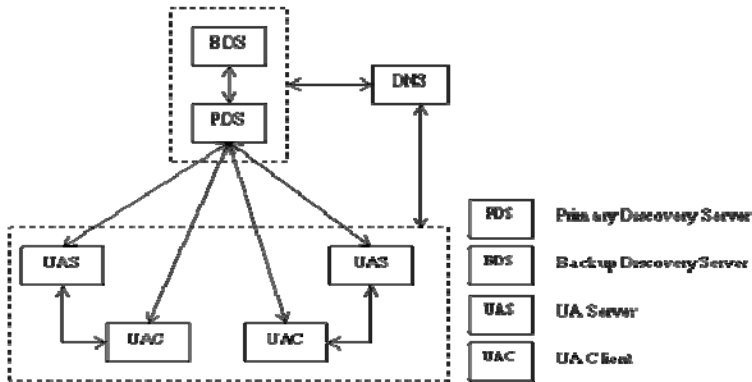 BDS
DNS
PDS
UAS
UAS
UAC
UAC
PDS Primary Discovery Server
BDS Backup Discovery Server
UAS UA Server
UAC UA Client